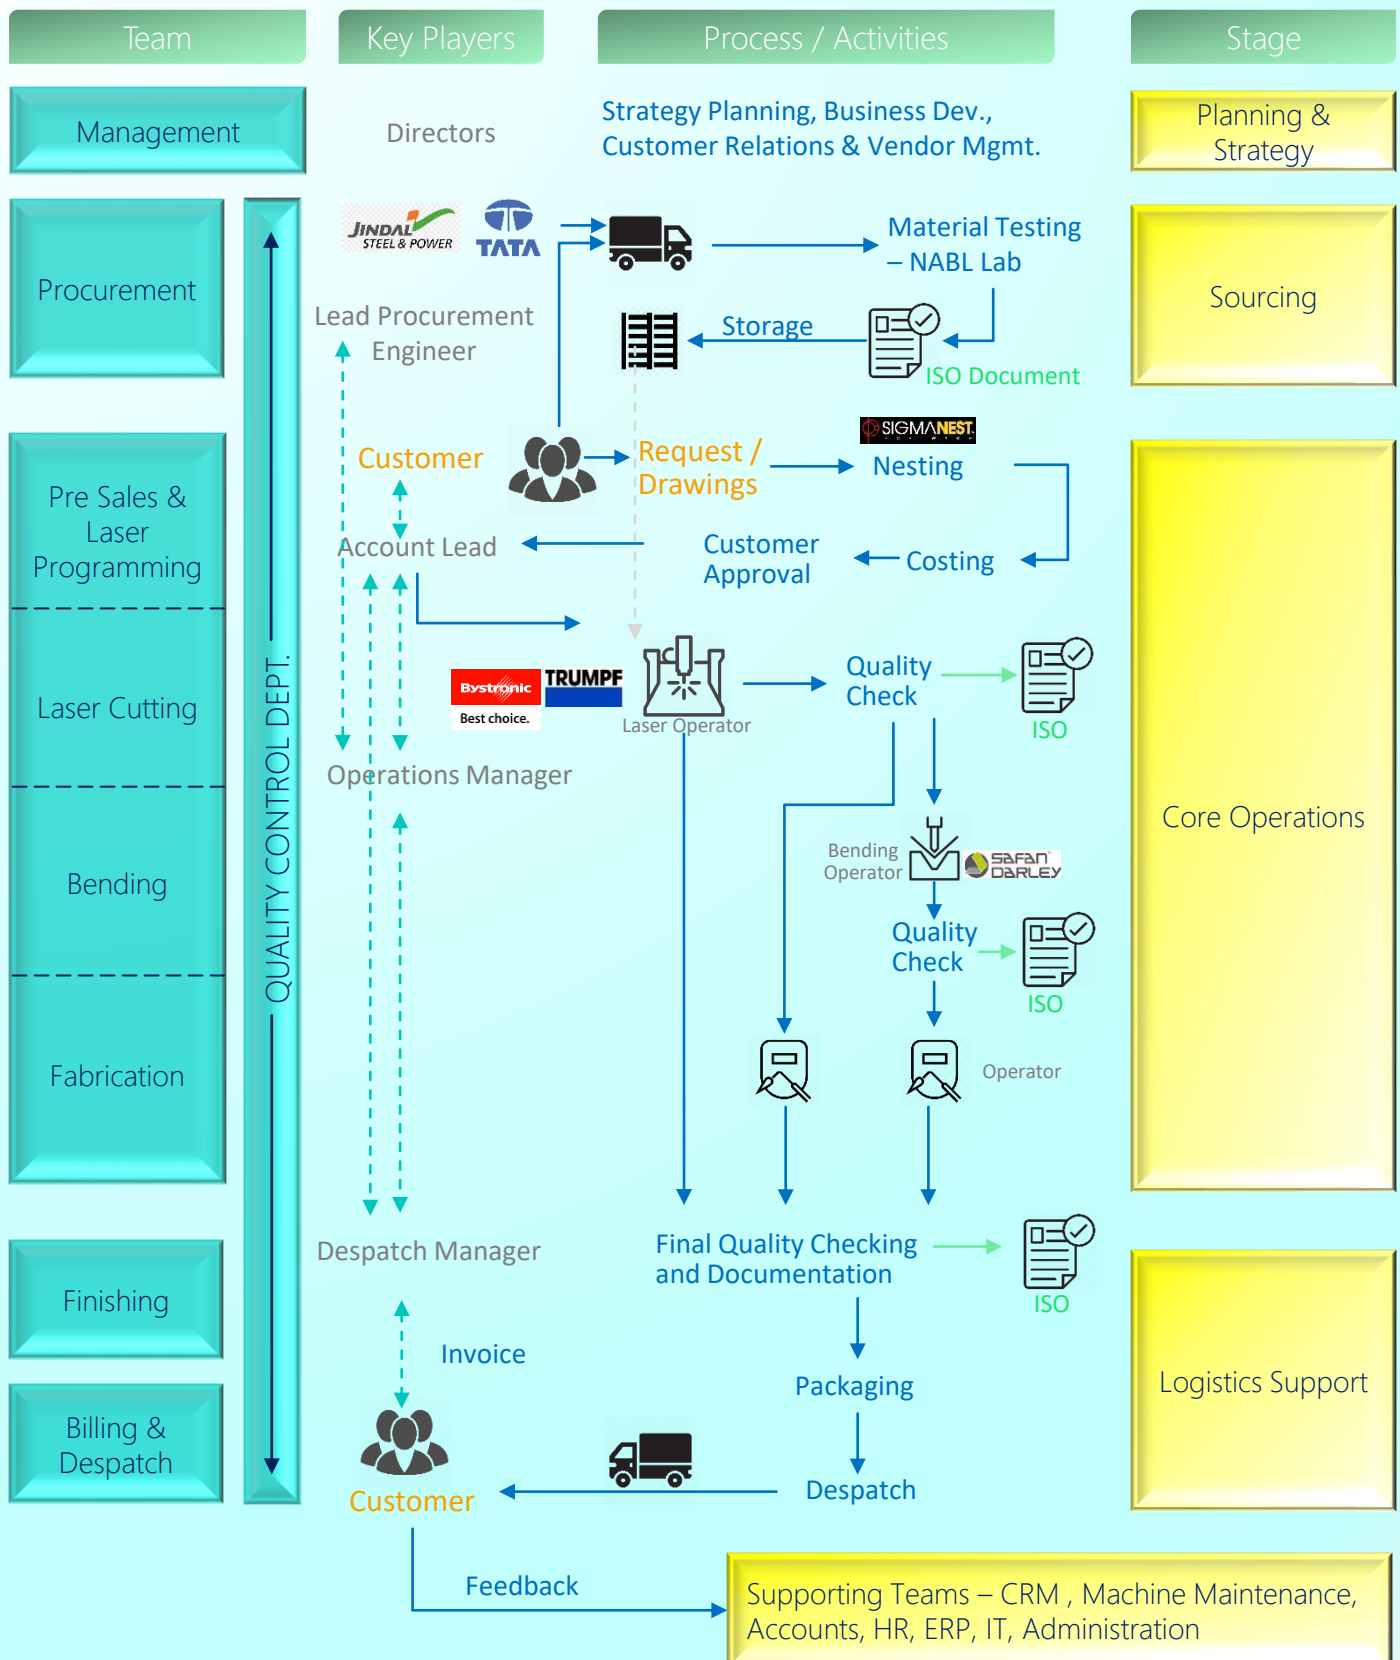 Team
Key Players
Process / Activities
Stage
Management
Directors
Strategy Planning, Business Dev.,
Customer Relations & Vendor Mgmt.
Planning &
Strategy
Procurement
JINDAL
STEEL & POWER
TATA
Material Testing
– NABL Lab
Sourcing
Lead Procurement
Engineer
Storage
ISO Document
QUALITY CONTROL DEPT.
Pre Sales &
Laser
Programming
Customer
Request /
Drawings
SIGMANEST
Nesting
Account Lead
Customer
Approval
Costing
Core Operations
Laser Cutting
Bystronic
Best choice.
TRUMPF
Laser Operator
Quality
Check
ISO
Operations Manager
Bending
Bending
Operator
SAFAN
DARLEY
Quality
Check
ISO
Fabrication
Operator
Despatch Manager
Final Quality Checking
and Documentation
ISO
Finishing
Invoice
Packaging
Logistics Support
Billing &
Despatch
Customer
Despatch
Feedback
Supporting Teams – CRM , Machine Maintenance,
Accounts, HR, ERP, IT, Administration